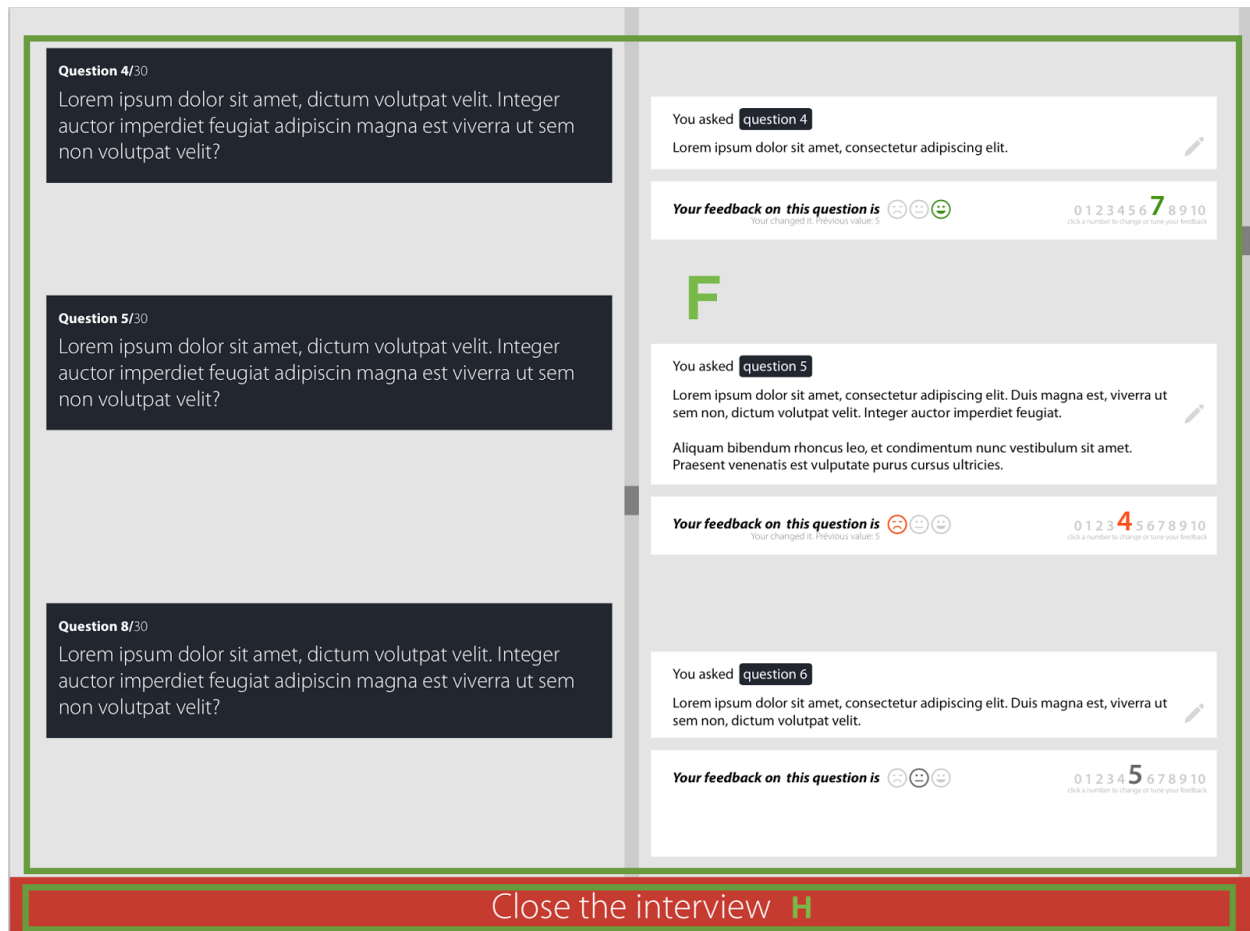 Question 4/30
Lorem ipsum dolor sit amet, dictum volutpat velit. Integer
auctor imperdiet feugiat adipiscin magna est viverra ut sem
non volutpat velit?
You asked question 4
Lorem ipsum dolor sit amet, consectetur adipiscing elit.
Your feedback on this question is
Your changed it. Prévious value: 5
0 1 2 3 4 5 6 7 8 9 10
click a number to change or tune your feedback
F
Question 5/30
Lorem ipsum dolor sit amet, dictum volutpat velit. Integer
auctor imperdiet feugiat adipiscin magna est viverra ut sem
non volutpat velit?
You asked question 5
Lorem ipsum dolor sit amet, consectetur adipiscing elit. Duis magna est, viverra ut
sem non, dictum volutpat velit. Integer auctor imperdiet feugiat.
Aliquam bibendum rhoncus leo, et condimentum nunc vestibulum sit amet.
Praesent venenatis est vulputate purus cursus ultricies.
Your feedback on this question is
Your changed it. Prévious value: 5
0 1 2 3 4 5 6 7 8 9 10
click a number to change or tune your feedback
Question 8/30
Lorem ipsum dolor sit amet, dictum volutpat velit. Integer
auctor imperdiet feugiat adipiscin magna est viverra ut sem
non volutpat velit?
You asked question 6
Lorem ipsum dolor sit amet, consectetur adipiscing elit. Duis magna est, viverra ut
sem non, dictum volutpat velit.
Your feedback on this question is
0 1 2 3 4 5 6 7 8 9 10
click a number to change or tune your feedback
Close the interview H